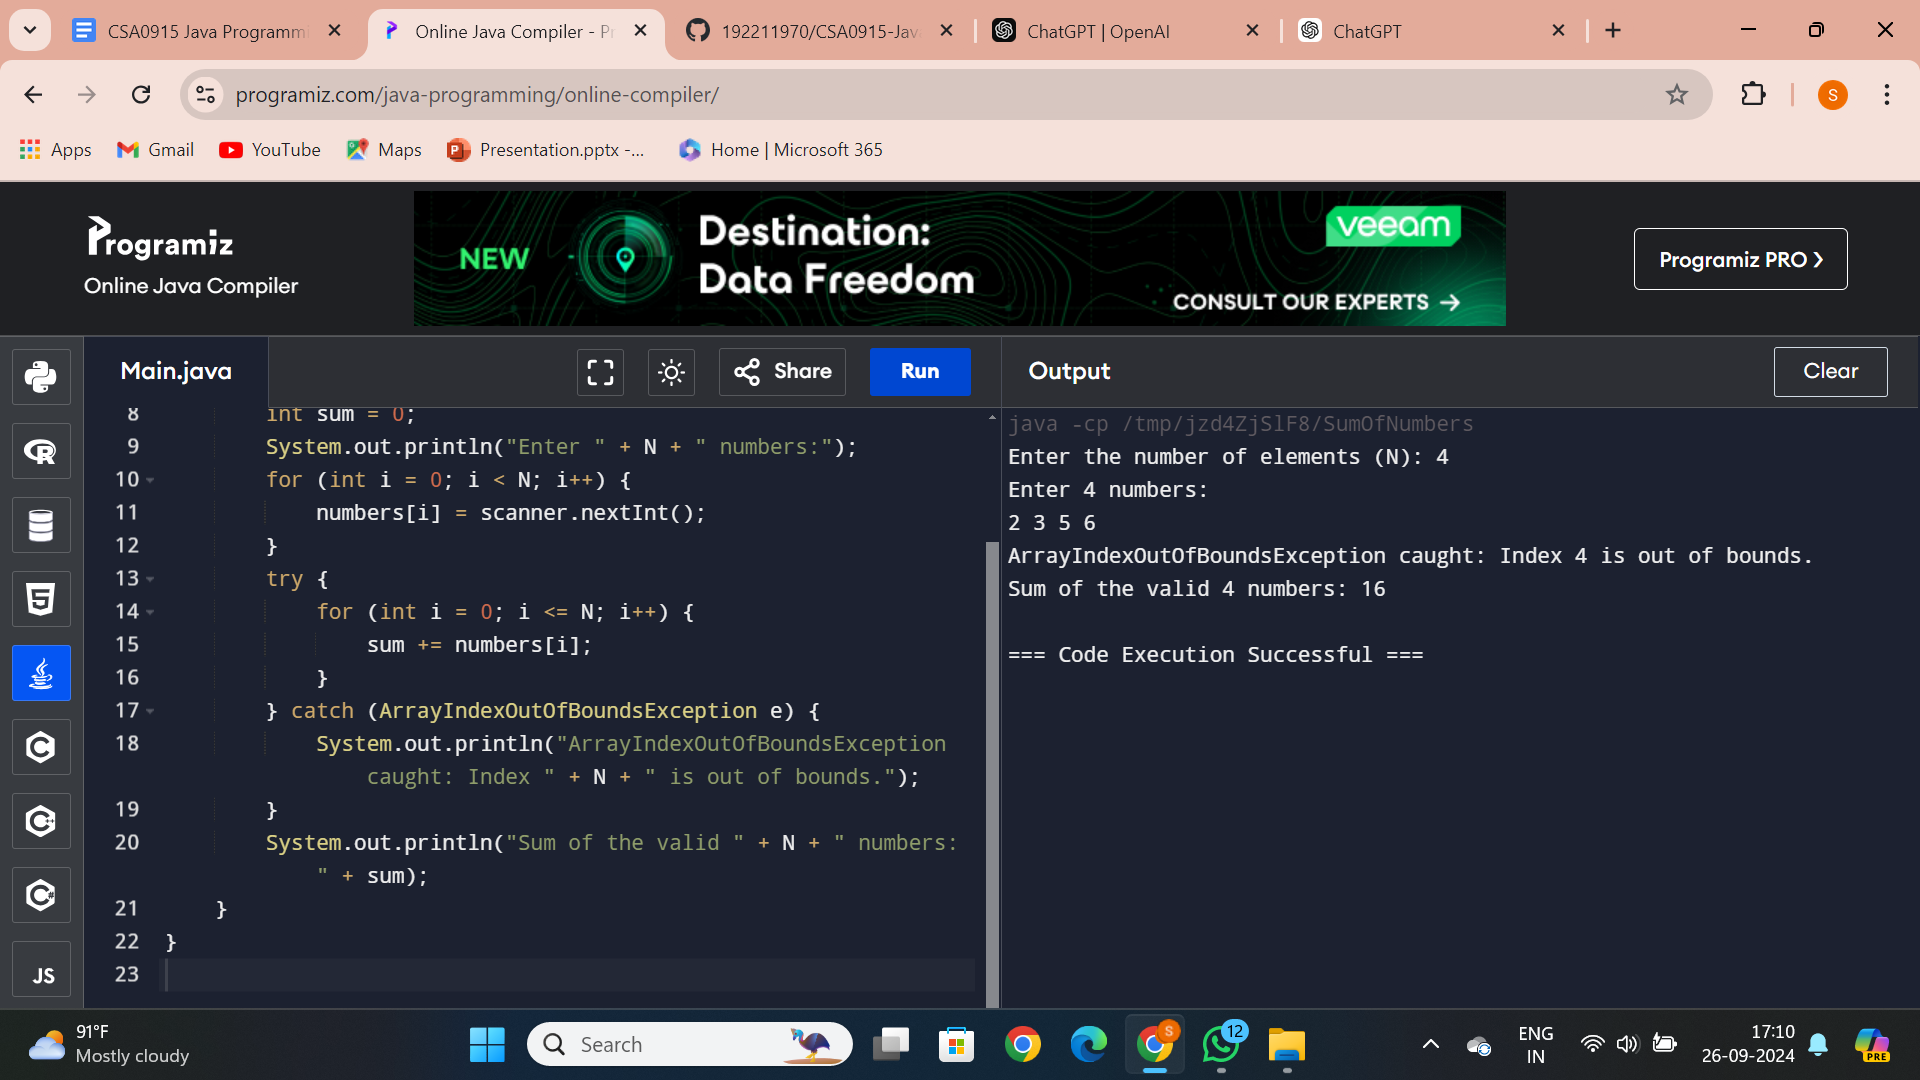 CSA0915 Java Programmi
Online Java Compiler - Pr
192211970/CSA0915-Jav
ChatGPT | OpenAI
ChatGPT
programiz.com/java-programming/online-compiler/
S
Apps
Gmail
YouTube
Maps
Presentation.pptx -...
Home | Microsoft 365
Programiz
Online Java Compiler
NEW
Destination:
Data Freedom
veeam
CONSULT OUR EXPERTS →
Programiz PRO ❯
Main.java
Share
Run
Output
Clear
8 int sum = 0;
9 System.out.println("Enter " + N + " numbers:");
10 for (int i = 0; i < N; i++) {
11 numbers[i] = scanner.nextInt();
12 }
13 try {
14 for (int i = 0; i <= N; i++) {
15 sum += numbers[i];
16 }
17 } catch (ArrayIndexOutOfBoundsException e) {
18 System.out.println("ArrayIndexOutOfBoundsException
caught: Index " + N + " is out of bounds.");
19 }
20 System.out.println("Sum of the valid " + N + " numbers:
" + sum);
21 }
22 }
23
java -cp /tmp/jzd4ZjSlF8/SumOfNumbers
Enter the number of elements (N): 4
Enter 4 numbers:
2 3 5 6
ArrayIndexOutOfBoundsException caught: Index 4 is out of bounds.
Sum of the valid 4 numbers: 16
=== Code Execution Successful ===
R
5
C
C++
C#
JS
91°F
Mostly cloudy
Search
S
12
ENG
IN
17:10
26-09-2024
PRE